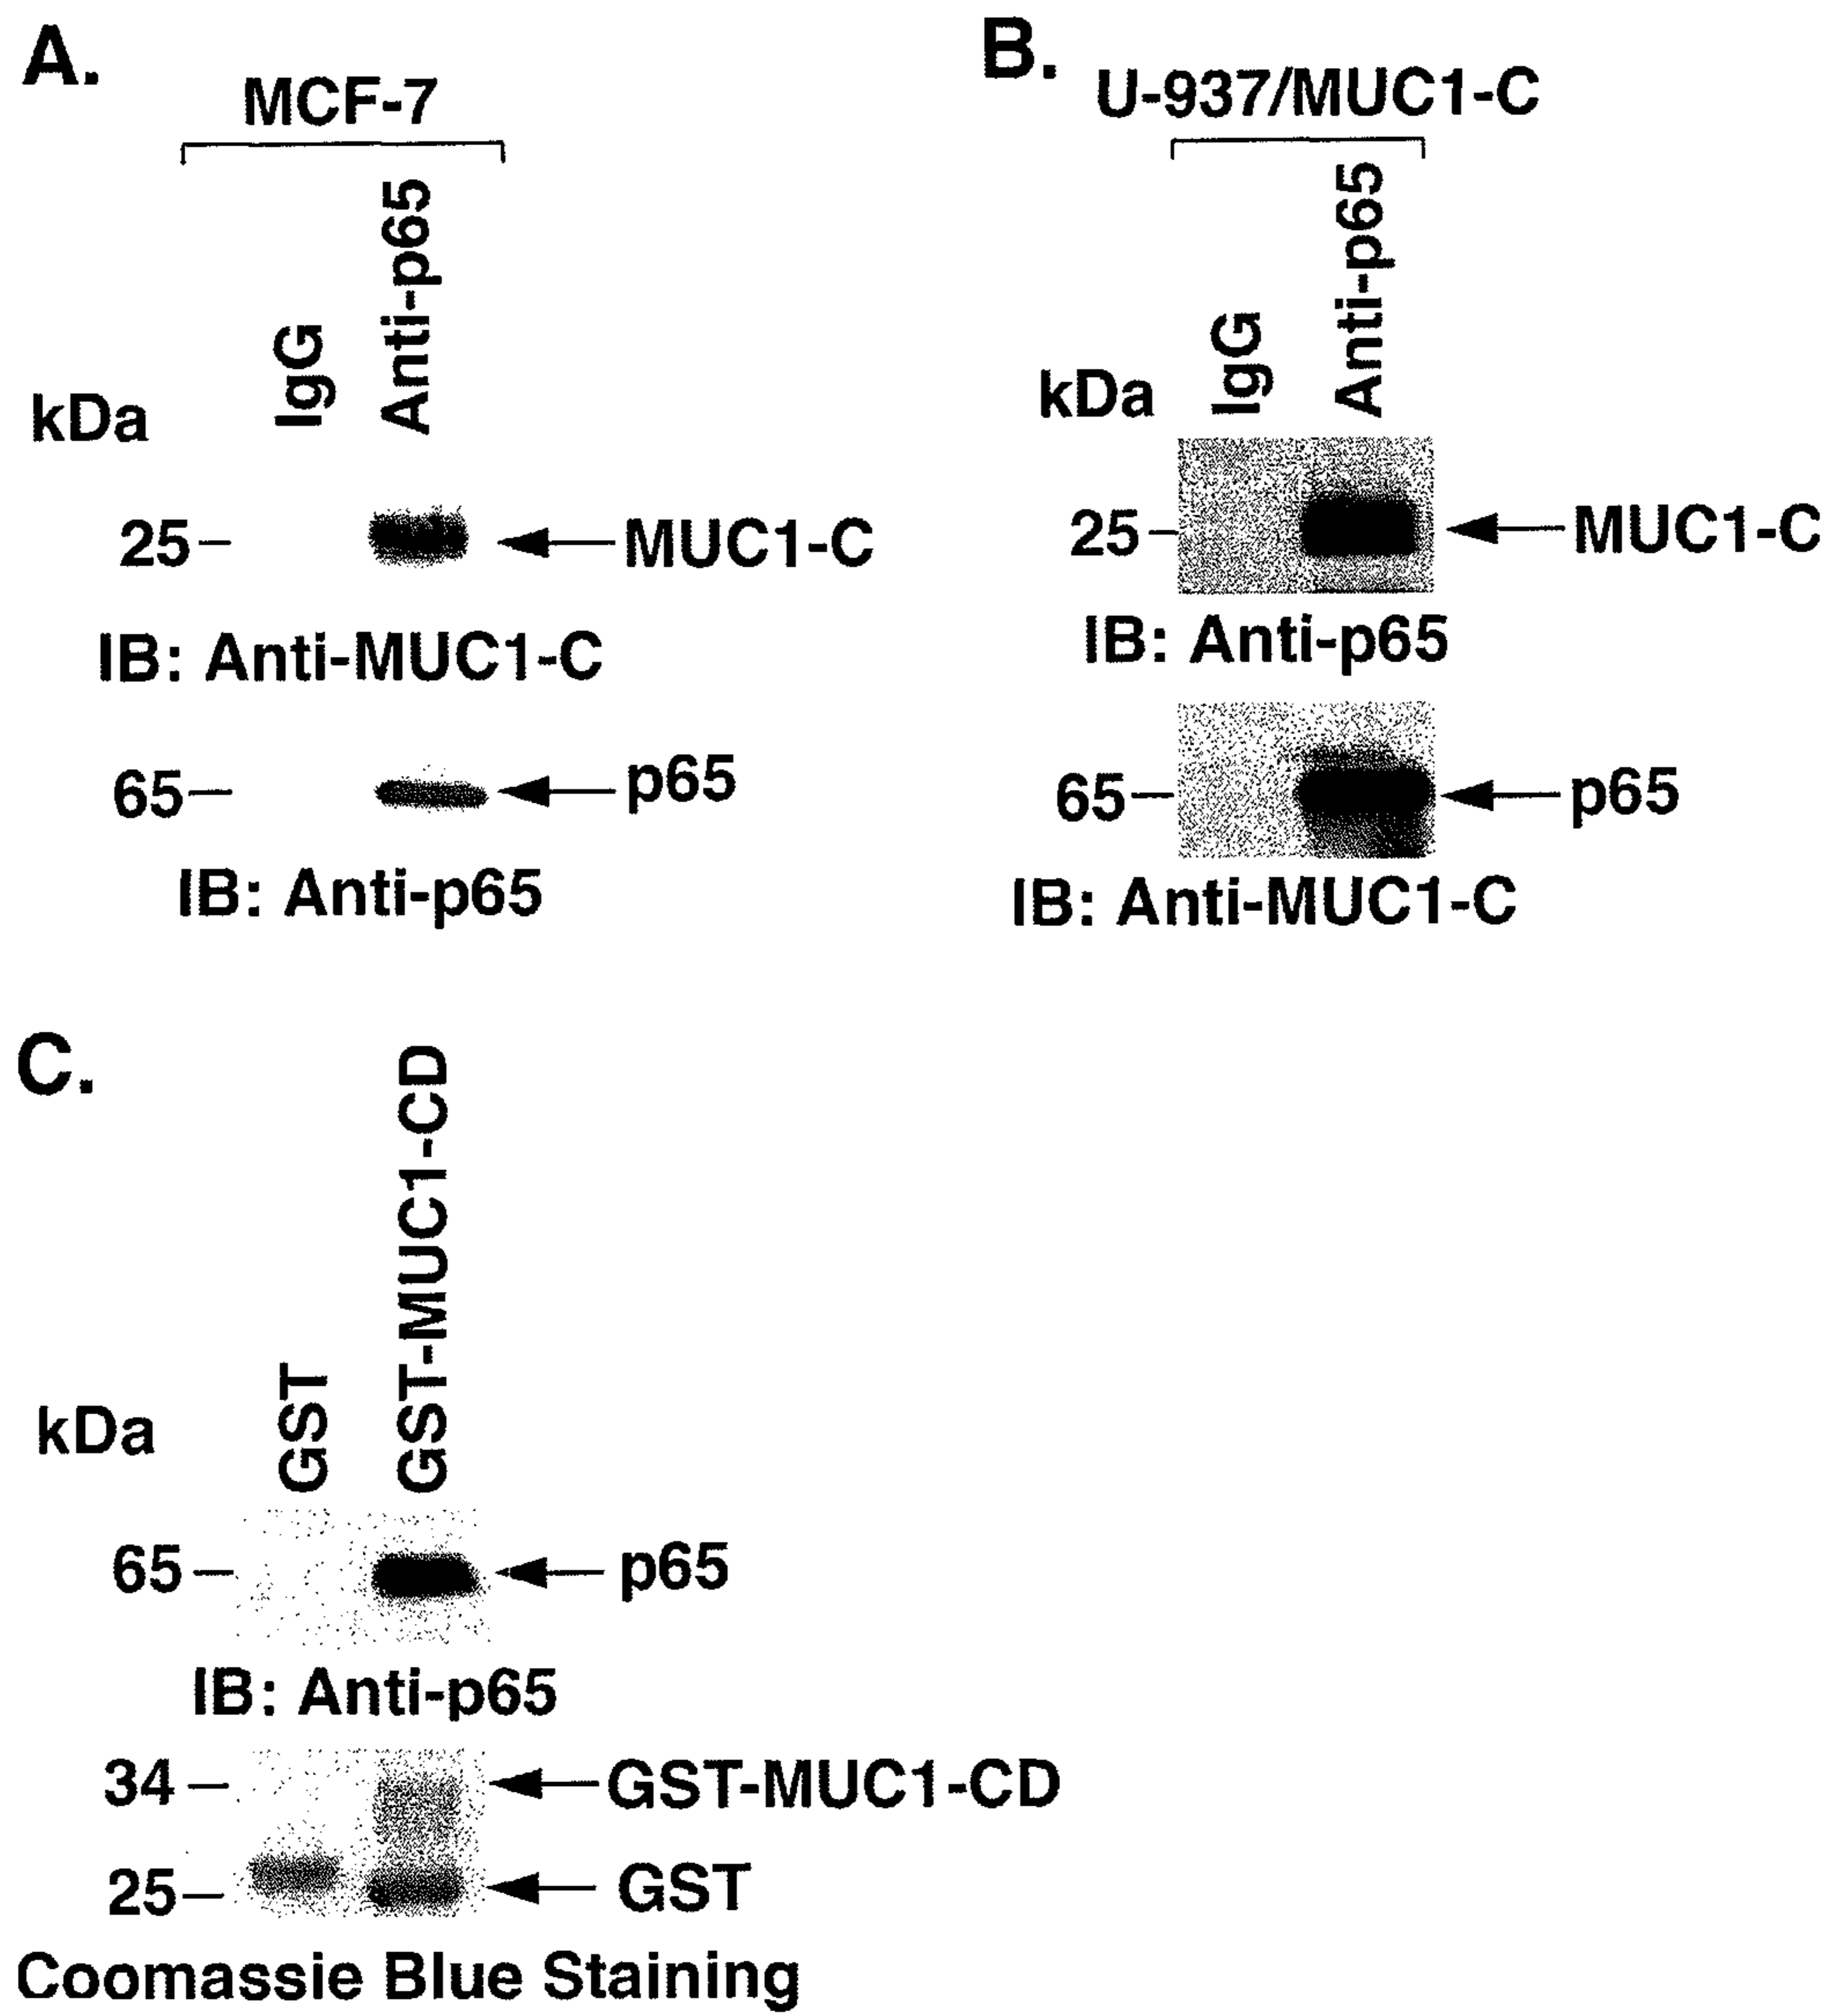 A.
MCF-7
kDa
IgG
Anti-p65
25
MUC1-C
IB: Anti-MUC1-C
65
p65
IB: Anti-p65
B.
U-937/MUC1-C
kDa
IgG
Anti-p65
25
MUC1-C
IB: Anti-p65
65
p65
IB: Anti-MUC1-C
C.
kDa
GST
GST-MUC1-CD
65
p65
IB: Anti-p65
34
GST-MUC1-CD
25
GST
Coomassie Blue Staining